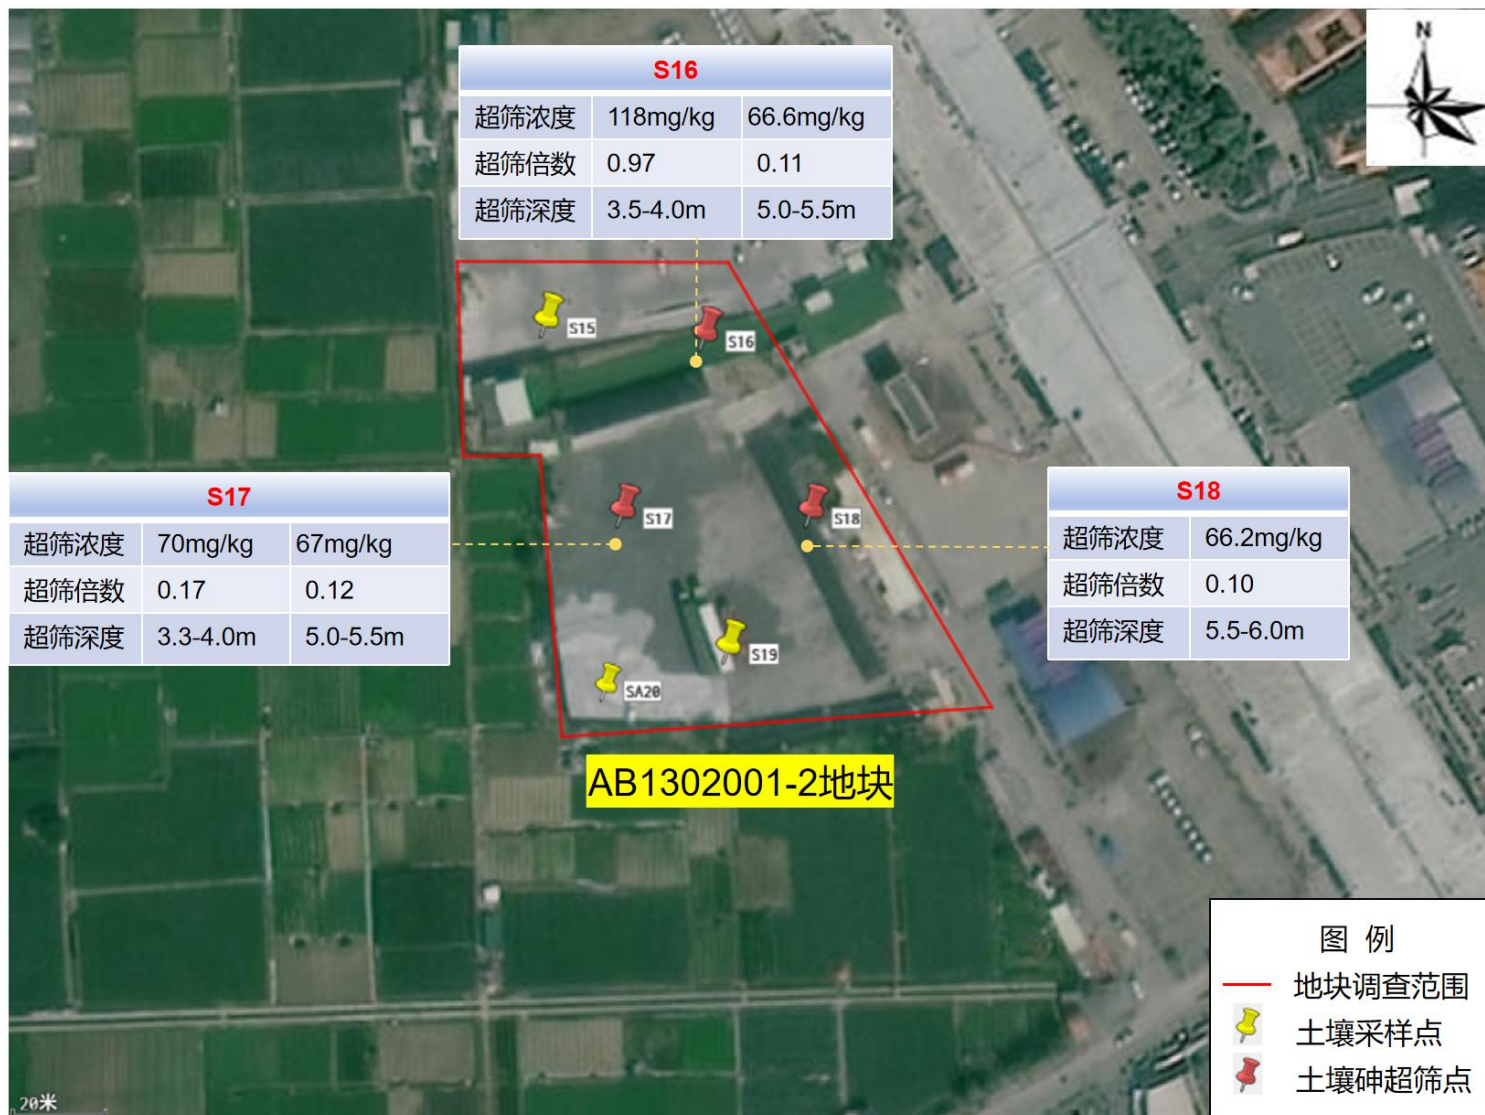 N
S16
超筛浓度 118mg/kg 66.6mg/kg
超筛倍数 0.97 0.11
超筛深度 3.5-4.0m 5.0-5.5m
S15
S16
S17
超筛浓度 70mg/kg 67mg/kg
超筛倍数 0.17 0.12
超筛深度 3.3-4.0m 5.0-5.5m
S17
S18
S18
超筛浓度 66.2mg/kg
超筛倍数 0.10
超筛深度 5.5-6.0m
S19
SA20
AB1302001-2地块
图 例
地块调查范围
土壤采样点
土壤砷超筛点
20米